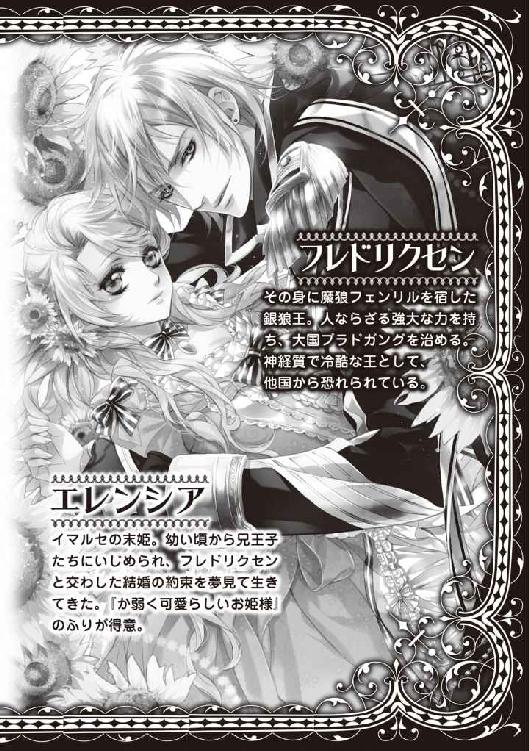 フレドリクセン
その身に魔狼フェンリルを宿した
銀狼王。人ならざる強大な力を持
ち、大国ブラドガングを治める。
神経質で冷酷な王として、
他国から恐れられている。
エレンシア
イマルセの末姫。幼い頃から兄王子
たちにいじめられ、フレドリクセン
と交わした結婚の約束を夢見て生き
てきた。『か弱く可愛らしいお姫様』
のふりが得意。